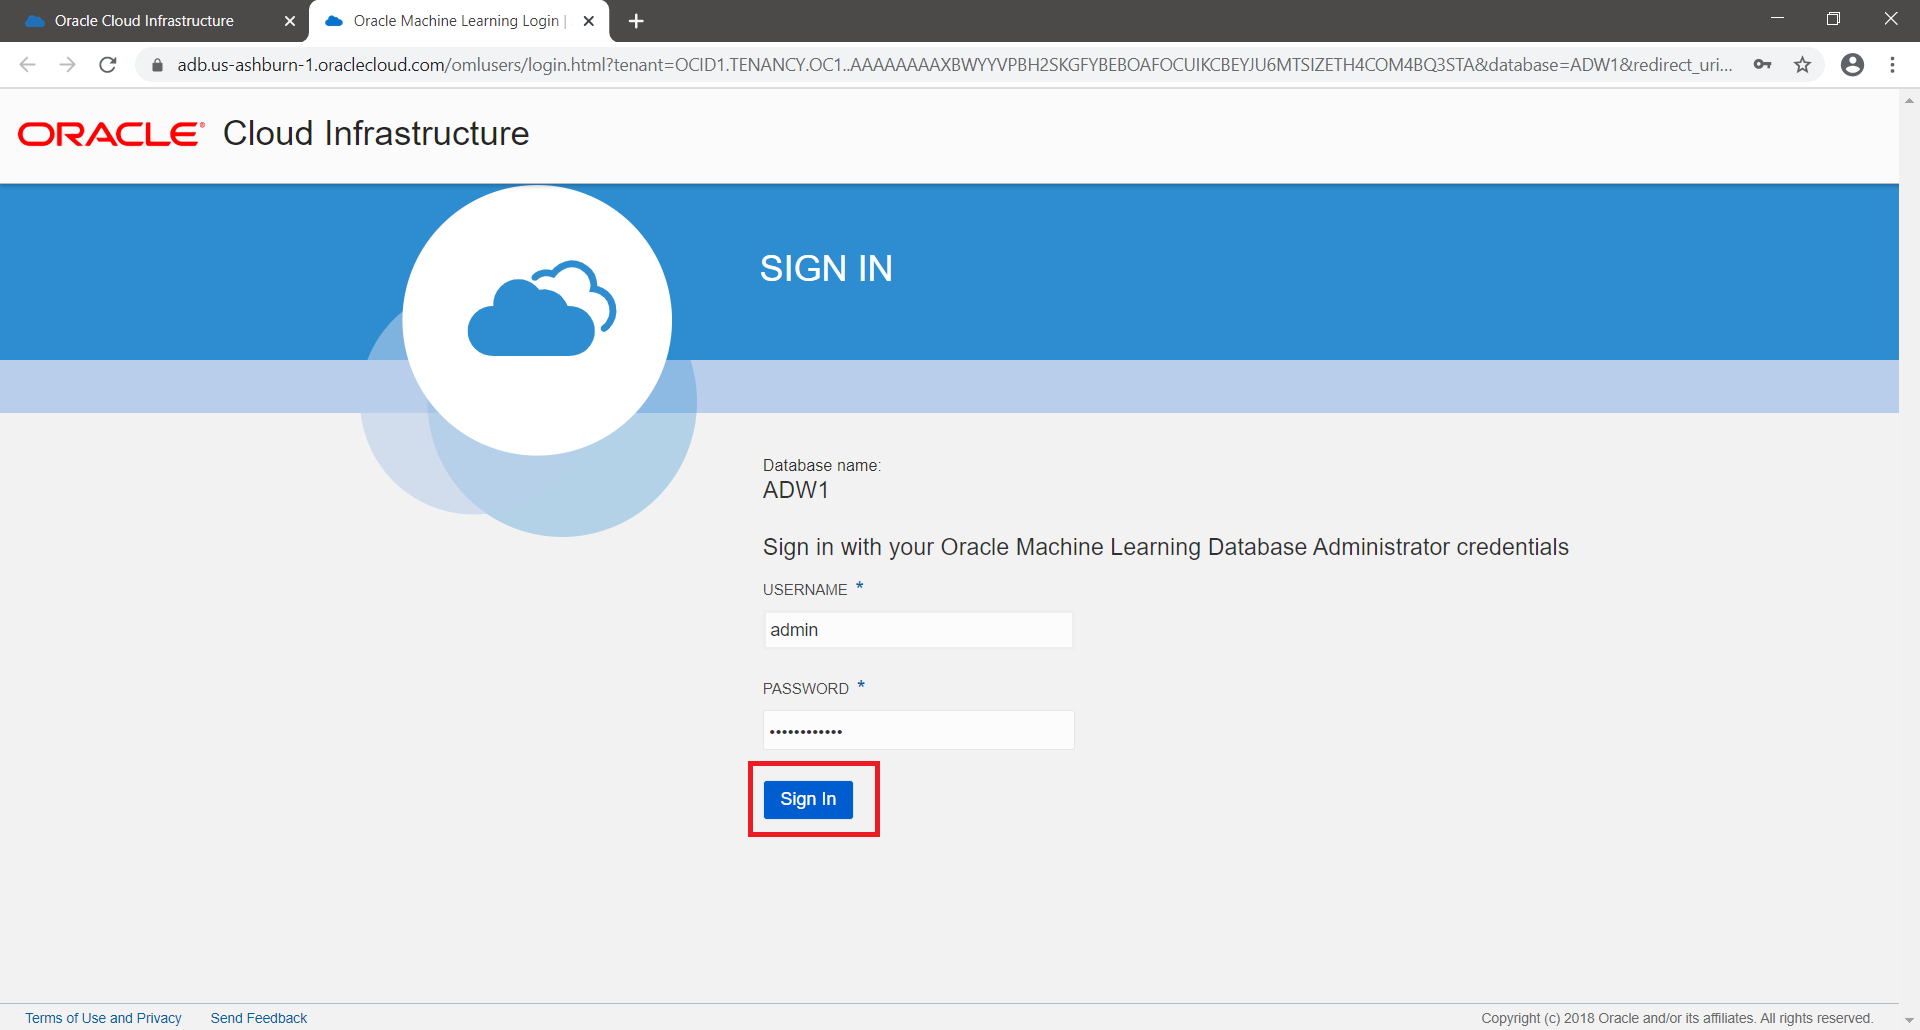 Oracle Cloud Infrastructure
Oracle Machine Learning Login |
adb.us-ashburn-1.oraclecloud.com/omlusers/login.html?tenant=OCID1.TENANCY.OC1..AAAAAAAAXBWYYVPBH2SKGFYBEBOAFOCUIKCBEYJU6MTSIZETH4COM4BQ3STA&database=ADW1&redirect_uri...
ORACLE® Cloud Infrastructure
SIGN IN
Database name:
ADW1
Sign in with your Oracle Machine Learning Database Administrator credentials
USERNAME *
admin
PASSWORD *
••••••••••••
Sign In
Terms of Use and Privacy Send Feedback Copyright (c) 2018 Oracle and/or its affiliates. All rights reserved.